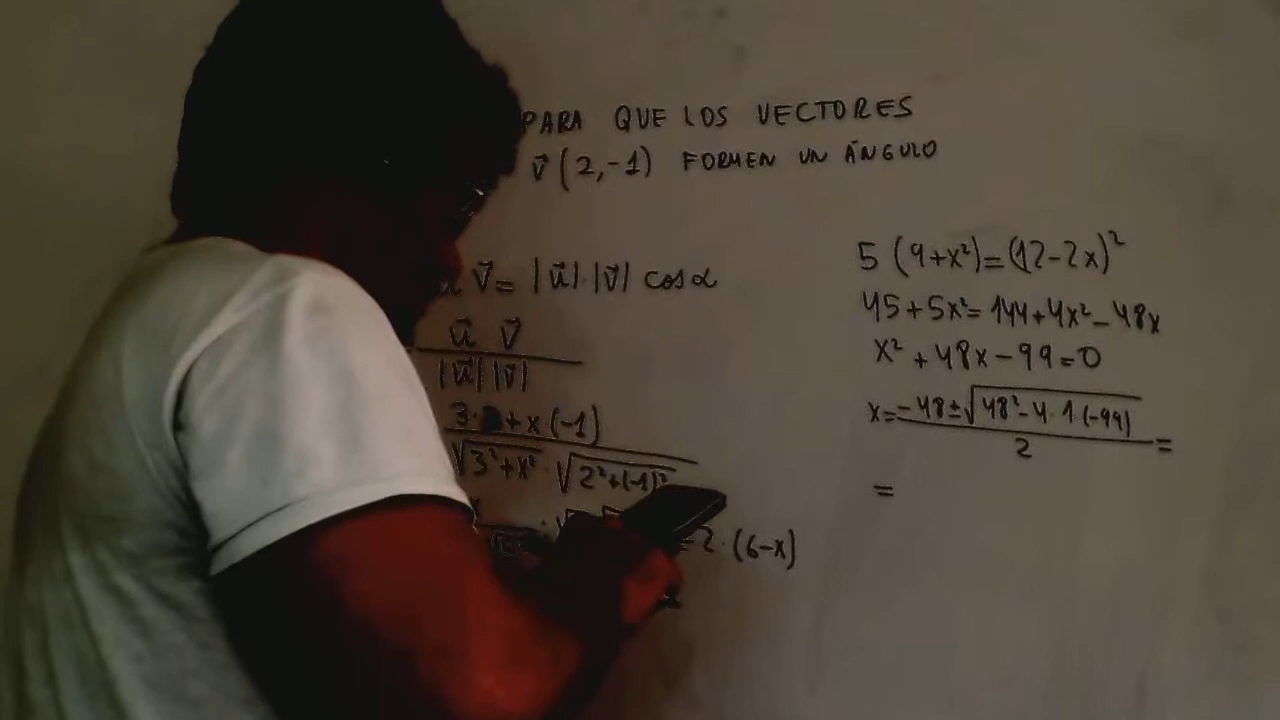 PARA QUE LOS VECTORES
v⃗ (2,-1) FORMEN UN ÁNGULO
v⃗ = |u⃗|·|v⃗| cos α
u⃗ v⃗
|u⃗| |v⃗|
3· + x (-1)
√3²+x² · √2²+(-1)²
2·(6-x)
5 (9+x²)=(12-2x)²
45+5x²=144+4x²-48x
x²+48x-99=0
x= -48±√48²-4·1(-99)
2
=
=